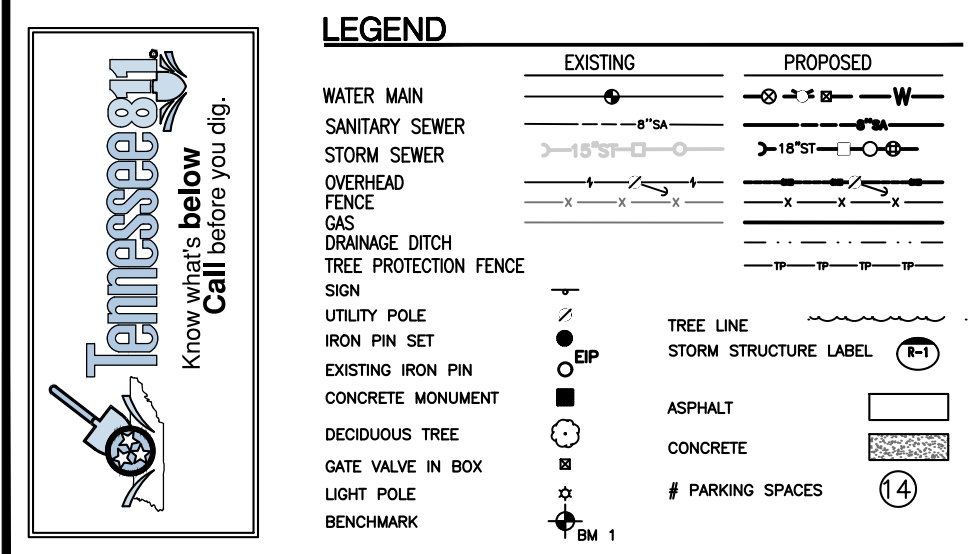 Tennessee811.
Know what's below
Call before you dig.
LEGEND
EXISTING PROPOSED
WATER MAIN W
SANITARY SEWER 8"SA 8"SA
STORM SEWER 15"ST 18"ST
OVERHEAD
FENCE X X X X X X
GAS
DRAINAGE DITCH
TREE PROTECTION FENCE TP TP TP TP
SIGN
UTILITY POLE
IRON PIN SET
EXISTING IRON PIN EIP
CONCRETE MONUMENT
DECIDUOUS TREE
GATE VALVE IN BOX
LIGHT POLE
BENCHMARK BM 1
TREE LINE
STORM STRUCTURE LABEL R-1
ASPHALT
CONCRETE
# PARKING SPACES 14